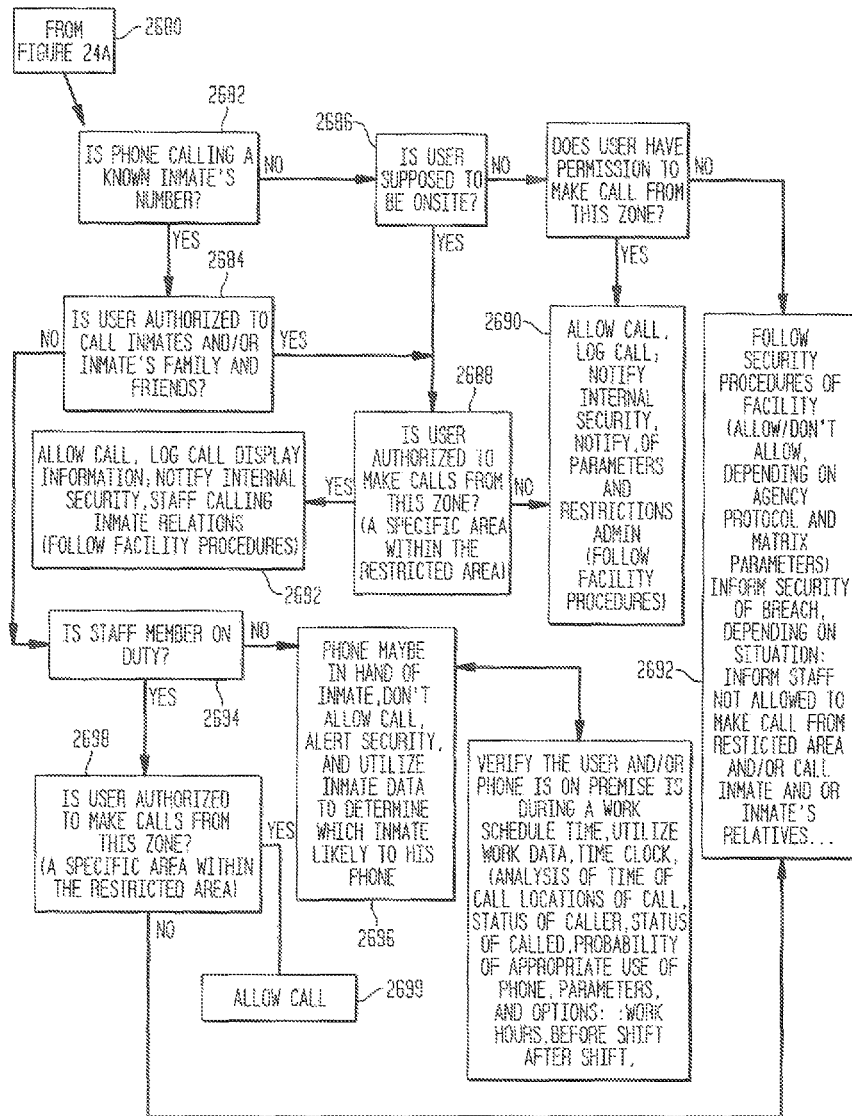 FROM
FIGURE 24A
2680
2682
IS PHONE CALLING A
KNOWN INMATE'S
NUMBER?
NO
YES
2686
IS USER
SUPPOSED TO
BE ONSITE?
NO
YES
DOES USER HAVE
PERMISSION TO
MAKE CALL FROM
THIS ZONE?
NO
YES
2684
IS USER AUTHORIZED TO
CALL INMATES AND/OR
INMATE'S FAMILY AND
FRIENDS?
NO
YES
2690
ALLOW CALL,
LOG CALL;
NOTIFY
INTERNAL
SECURITY,
NOTIFY,OF
PARAMETERS
AND
RESTRICTIONS
ADMIN
(FOLLOW
FACILITY
PROCEDURES)
2688
IS USER
AUTHORIZED TO
MAKE CALLS FROM
THIS ZONE?
(A SPECIFIC AREA
WITHIN THE
RESTRICTED AREA)
YES
NO
ALLOW CALL, LOG CALL DISPLAY
INFORMATION;NOTIFY INTERNAL
SECURITY,STAFF CALLING
INMATE RELATIONS
(FOLLOW FACILITY PROCEDURES)
2692
FOLLOW
SECURITY
PROCEDURES OF
FACILITY
(ALLOW/DON'T
ALLOW,
DEPENDING ON
AGENCY
PROTOCOL AND
MATRIX
PARAMETERS)
INFORM SECURITY
OF BREACH,
DEPENDING ON
SITUATION:
INFORM STAFF
NOT ALLOWED TO
MAKE CALL FROM
RESTICTED AREA
AND/OR CALL
INMATE AND OR
INMATE'S
RELATIVES...
2692
IS STAFF MEMBER ON
DUTY?
NO
YES
2694
PHONE MAYBE
IN HAND OF
INMATE,DON'T
ALLOW CALL,
ALERT SECURITY,
AND UTILIZE
INMATE DATA
TO DETERMINE
WHICH INMATE
LIKELY TO HIS
PHONE
2696
VERIFY THE USER AND/OR
PHONE IS ON PREMISE IS
DURING A WORK
SCHEDULE TIME,UTILIZE
WORK DATA,TIME CLOCK,
(ANALYSIS OF TIME OF
CALL LOCATIONS OF CALL,
STATUS OF CALLER,STATUS
OF CALLED,PROBABILITY
OF APPROPRIATE USE OF
PHONE, PARAMETERS,
AND OPTIONS: :WORK
HOURS,BEFORE SHIFT
AFTER SHIFT,
2698
IS USER AUTHORIZED
TO MAKE CALLS FROM
THIS ZONE?
(A SPECIFIC AREA WITHIN
THE RESTRICTED AREA)
YES
NO
ALLOW CALL
2699